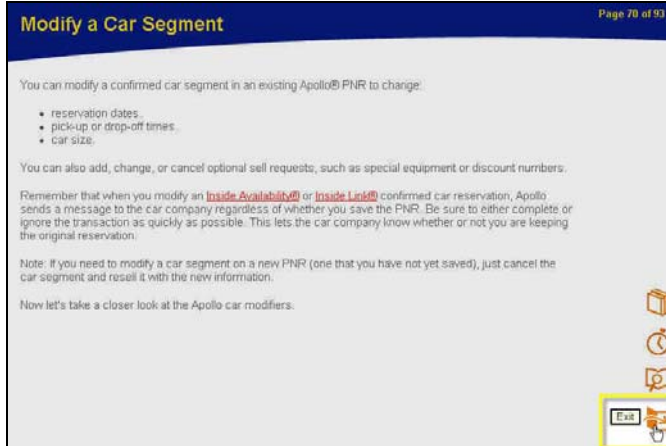 Modify a Car Segment
Page 70 of 93
You can modify a confirmed car segment in an existing Apollo® PNR to change:
• reservation dates.
• pick-up or drop-off times.
• car size.
You can also add, change, or cancel optional sell requests, such as special equipment or discount numbers.
Remember that when you modify an Inside Availability® or Inside Link® confirmed car reservation, Apollo
sends a message to the car company regardless of whether you save the PNR. Be sure to either complete or
ignore the transaction as quickly as possible. This lets the car company know whether or not you are keeping
the original reservation.
Note: If you need to modify a car segment on a new PNR (one that you have not yet saved), just cancel the
car segment and resell it with the new information.
Now let's take a closer look at the Apollo car modifiers.
Exit